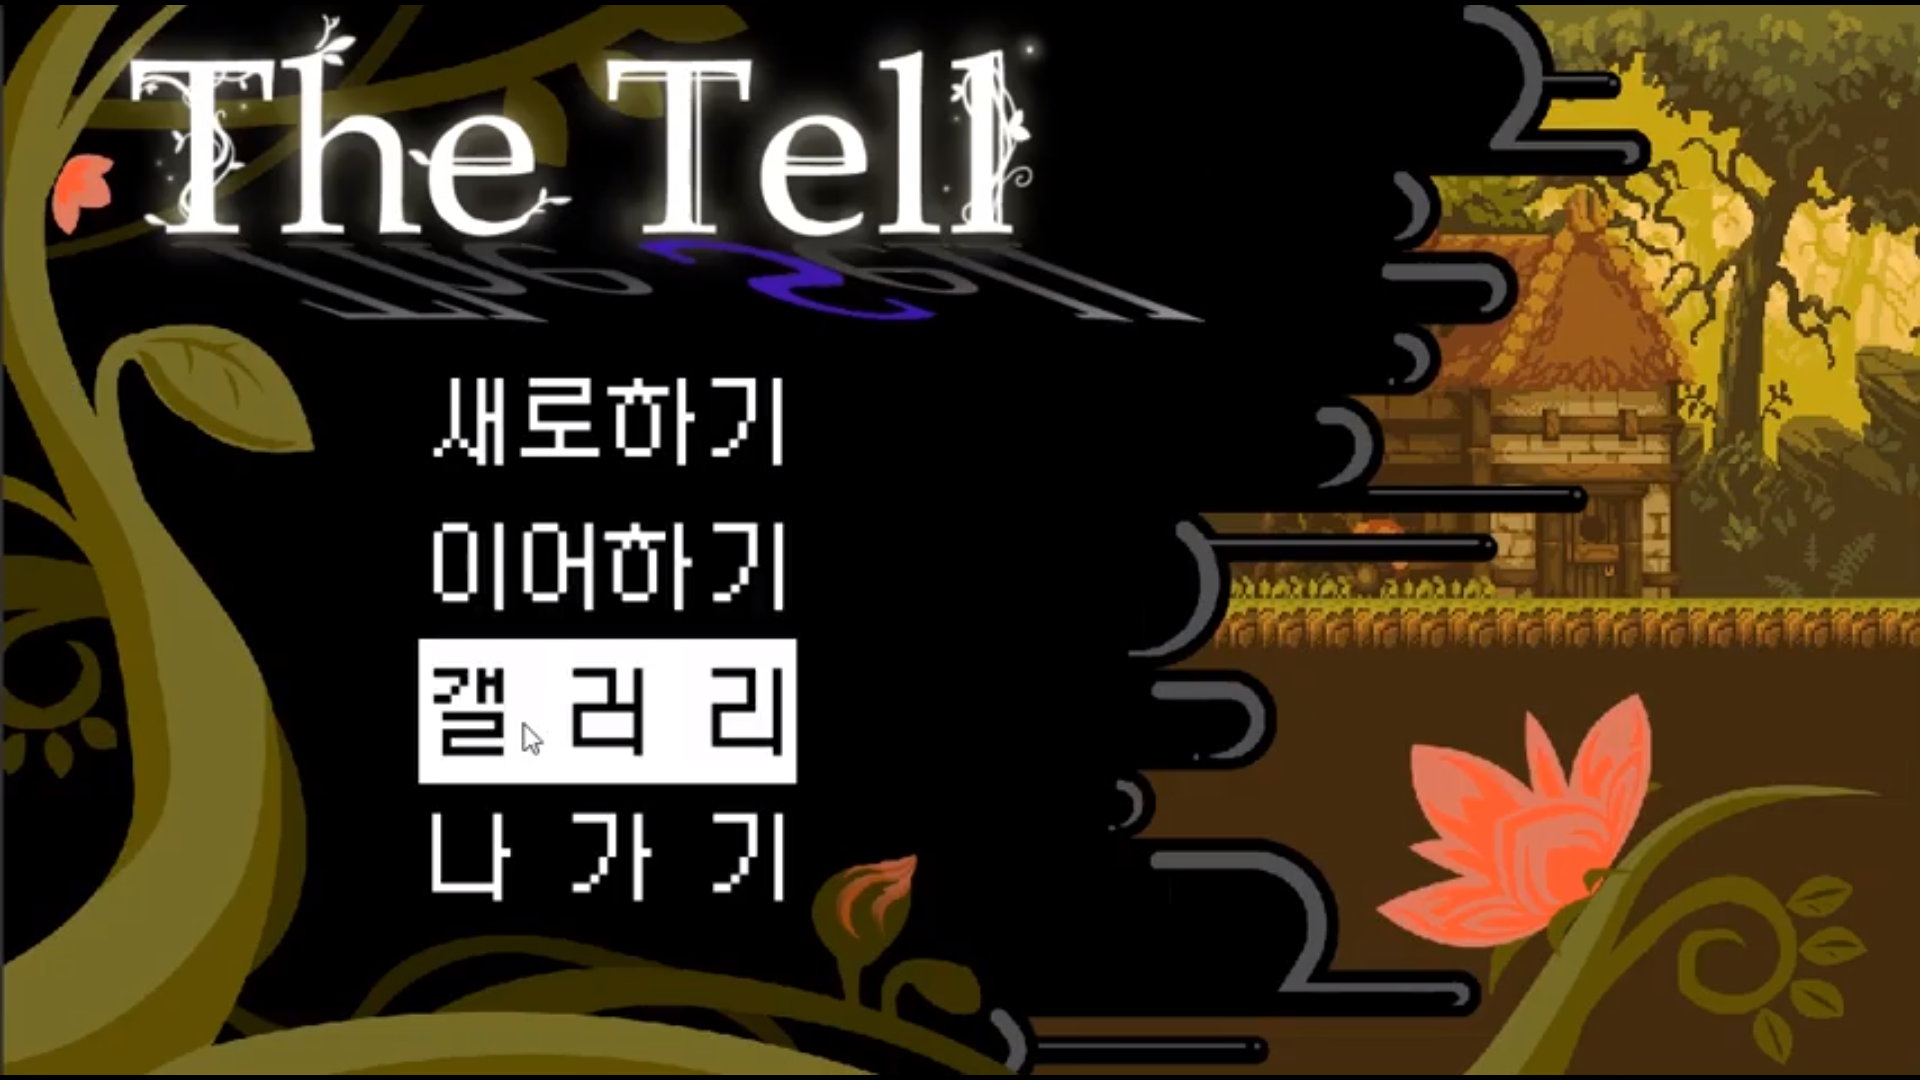 The Tell
새로하기
이어하기
갤 러 리
나 가 기